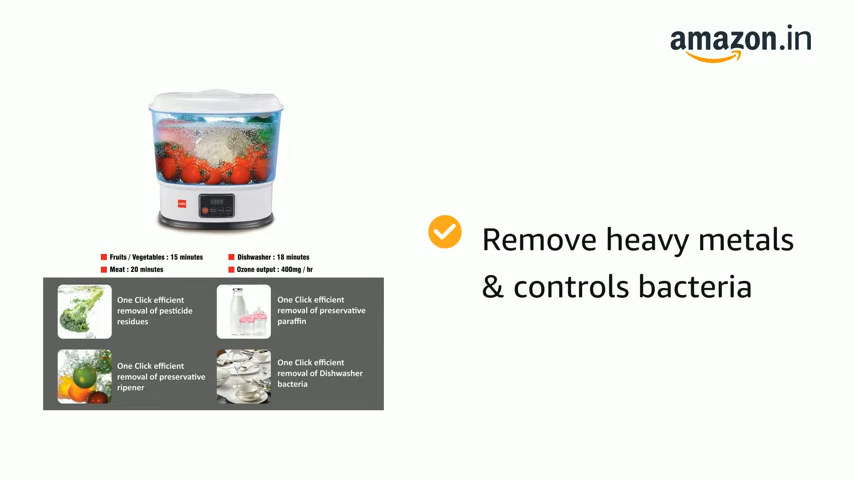 amazon.in
Fruits / Vegetables : 15 minutes
Dishwasher : 18 minutes
Meat : 20 minutes
Ozone output : 400mg / hr
One Click efficient
removal of pesticide
residues
One Click efficient
removal of preservative
paraffin
One Click efficient
removal of preservative
ripener
One Click efficient
removal of Dishwasher
bacteria
Remove heavy metals
& controls bacteria